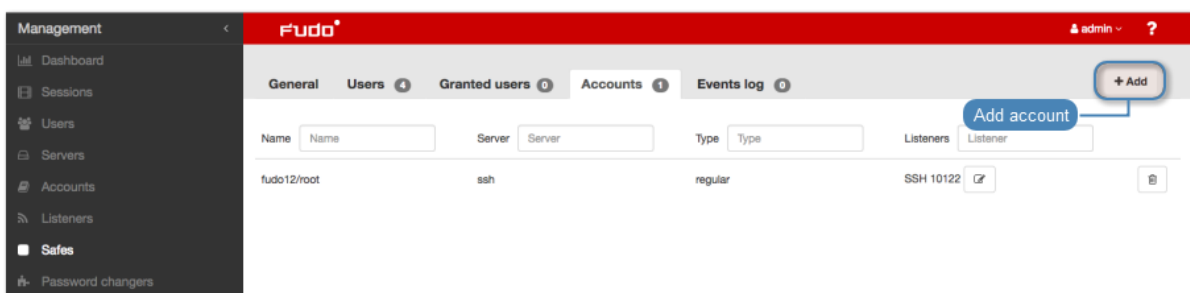 Management
FUDO
admin
?
Dashboard
Sessions
Users
Servers
Accounts
Listeners
Safes
Password changers
General Users 4 Granted users 0 Accounts 1 Events log 0
+ Add
Add account
Name Name Server Server Type Type Listeners Listener
fudo12/root ssh regular SSH 10122